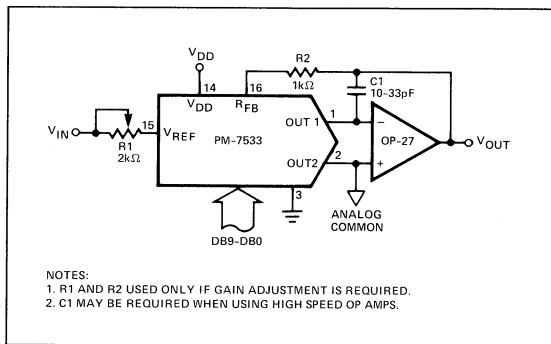 VDD
14
VDD
16
RFB
R2
1kΩ
C1
10-33pF
VIN
R1
2kΩ
15
VREF
PM-7533
OUT 1
1
OUT2
2
3
−
+
OP-27
VOUT
ANALOG
COMMON
DB9-DB0
NOTES:
1. R1 AND R2 USED ONLY IF GAIN ADJUSTMENT IS REQUIRED.
2. C1 MAY BE REQUIRED WHEN USING HIGH SPEED OP AMPS.